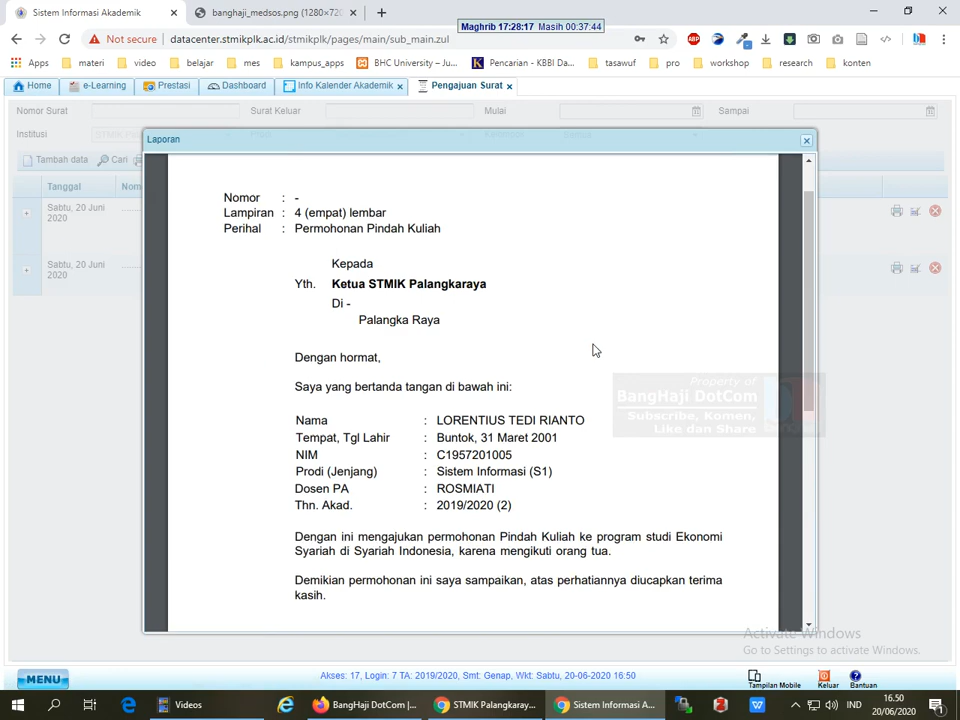 Sistem Informasi Akademik
banghaji_medsos.png (1280×720
Maghrib 17:28:17 Masih 00:37:44
Not secure
datacenter.stmikplk.ac.id/stmikplk/pages/main/sub_main.zul
Apps materi video belajar mes kampus_apps BHC University – Ju... Pencarian - KBBI Da... tasawuf pro workshop research konten
Home e-Learning Prestasi Dashboard Info Kalender Akademik Pengajuan Surat
Nomor Surat Surat Keluar Mulai Sampai
Institusi
Tambah data Cari
Laporan
Tanggal Nom
Sabtu, 20 Juni
2020
Sabtu, 20 Juni
2020
Nomor : -
Lampiran : 4 (empat) lembar
Perihal : Permohonan Pindah Kuliah
Kepada
Yth. Ketua STMIK Palangkaraya
Di -
Palangka Raya
Dengan hormat,
Saya yang bertanda tangan di bawah ini:
Property of
BangHaji DotCom
Subscribe, Komen,
Like dan Share
Nama : LORENTIUS TEDI RIANTO
Tempat, Tgl Lahir : Buntok, 31 Maret 2001
NIM : C1957201005
Prodi (Jenjang) : Sistem Informasi (S1)
Dosen PA : ROSMIATI
Thn. Akad. : 2019/2020 (2)
Dengan ini mengajukan permohonan Pindah Kuliah ke program studi Ekonomi
Syariah di Syariah Indonesia, karena mengikuti orang tua.
Demikian permohonan ini saya sampaikan, atas perhatiannya diucapkan terima
kasih.
Activate Windows
Go to Settings to activate Windows.
MENU
Akses: 17, Login: 7 TA: 2019/2020, Smt: Genap, Wkt: Sabtu, 20-06-2020 16:50
Tampilan Mobile Keluar Bantuan
Videos
BangHaji DotCom |...
STMIK Palangkaray...
Sistem Informasi A...
IND
16.50
20/06/2020